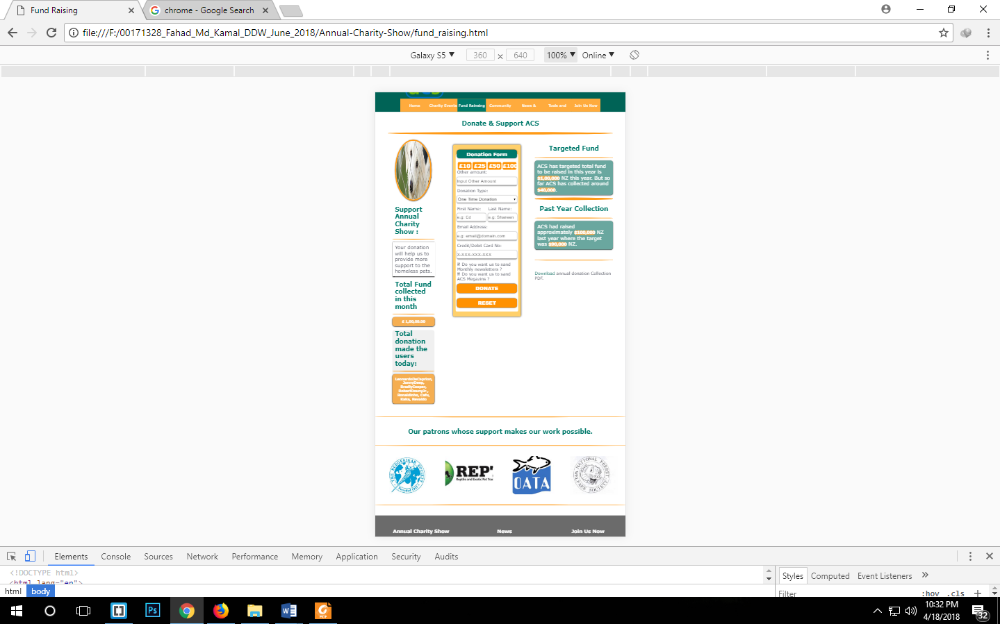 Fund Raising
chrome - Google Search
file:///F:/00171328_Fahad_Md_Kamal_DDW_June_2018/Annual-Charity-Show/fund_raising.html
Galaxy S5 ▼ 360 × 640 100% ▼ Online ▼
Home Charity Events Fund Rainsing Community News & Tools and Join Us Now
Donate & Support ACS
Support
Annual
Charity
Show :
Your donation
will help us to
provide more
support to the
homeless pets.
Total Fund
collected
in this
month
£ 1,00,00.00
Total
donation
made the
users
today:
Donation Form
£10 £25 £50 £100
Other amount:
Input Other Amount
Donation Type:
One Time Donation
First Name: Last Name:
e.g: Ed e.g: Shareen
Email Address:
e.g: email@domain.com
Credit/Debit Card No:
X-XXX-XXX-XXX
Do you want us to sand
Monthly newsletters ?
Do you want us to sand
ACS Megazins ?
DONATE
RESET
Targeted Fund
ACS has targeted total fund
to be raised in this year is
$1,00,000 NZ this year. But so
far ACS has collected around
$40,000.
Past Year Collection
ACS had raised
approximately $100,000 NZ
last year where the target
was $90,000 NZ.
Download annual donation Collection
PDF.
Our patrons whose support makes our work possible.
REP
Reptile and Exotic Pet
OATA
NATIONAL FERRET
WELFARE SOCIETY
Annual Charity Show News Join Us Now
Elements Console Sources Network Performance Memory Application Security Audits
<!DOCTYPE html>
<html lang="en">
html body
Styles Computed Event Listeners »
Filter :hov .cls +
10:32 PM
4/18/2018
32